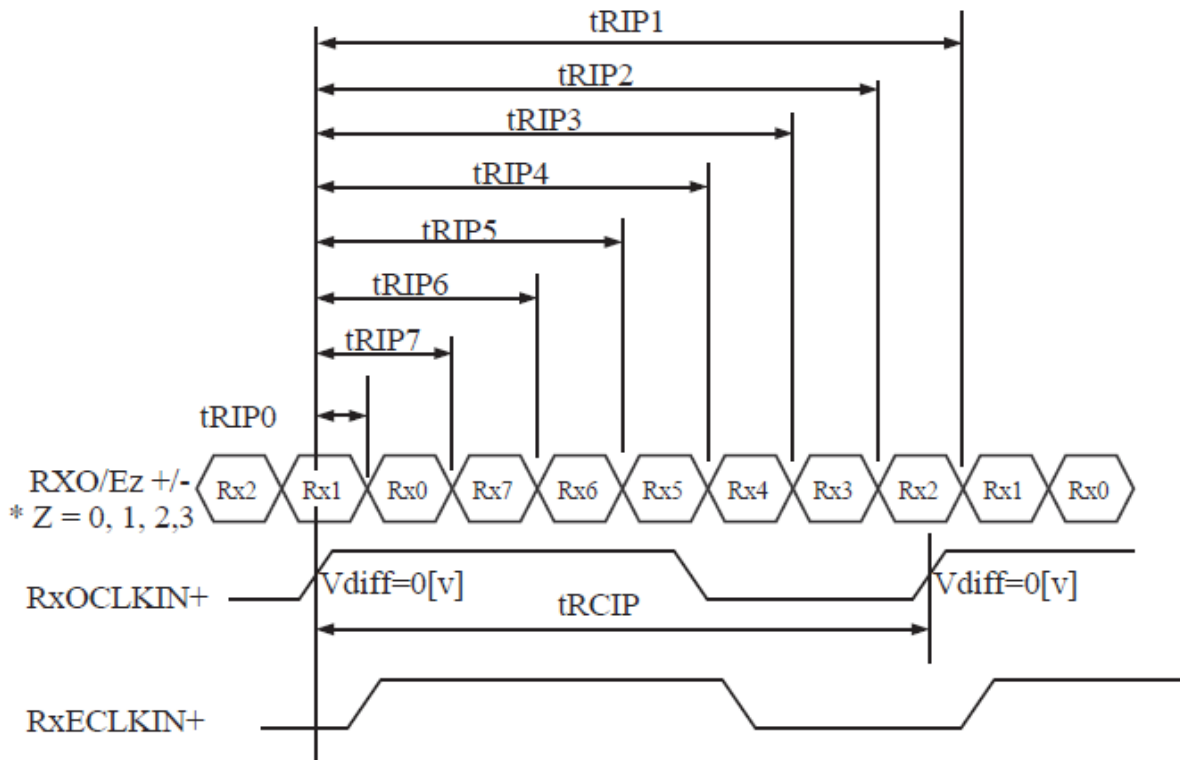 tRIP1
tRIP2
tRIP3
tRIP4
tRIP5
tRIP6
tRIP7
tRIP0
RXO/Ez +/-
* Z = 0, 1, 2,3
Rx2 Rx1 Rx0 Rx7 Rx6 Rx5 Rx4 Rx3 Rx2 Rx1 Rx0
RxOCLKIN+
Vdiff=0[v] Vdiff=0[v]
tRCIP
RxECLKIN+